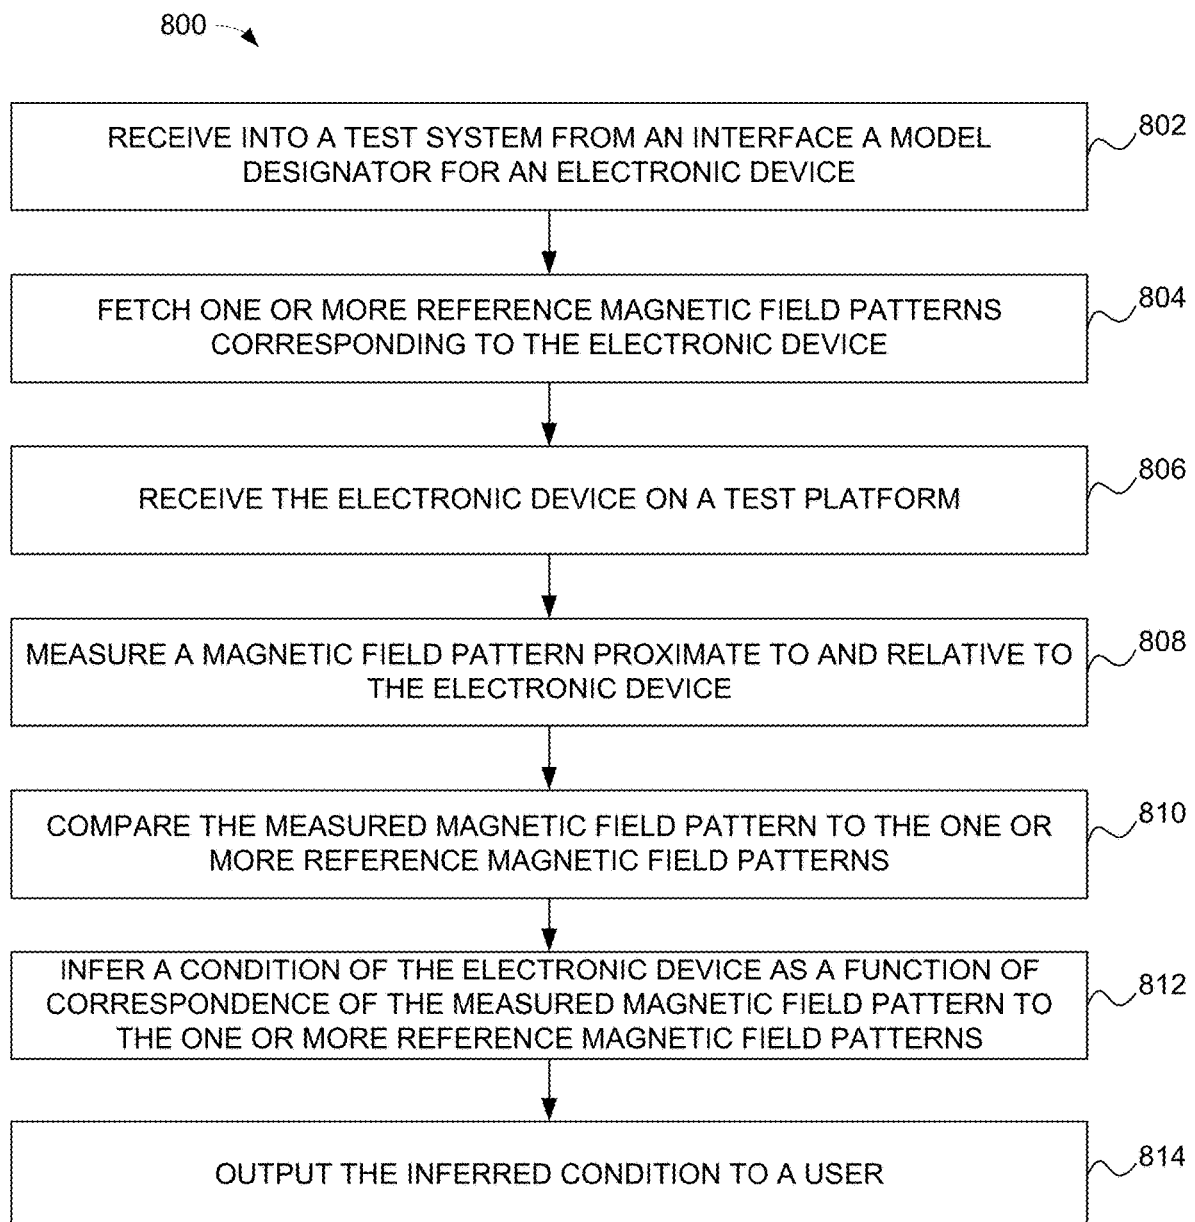 800
RECEIVE INTO A TEST SYSTEM FROM AN INTERFACE A MODEL
DESIGNATOR FOR AN ELECTRONIC DEVICE
802
FETCH ONE OR MORE REFERENCE MAGNETIC FIELD PATTERNS
CORRESPONDING TO THE ELECTRONIC DEVICE
804
RECEIVE THE ELECTRONIC DEVICE ON A TEST PLATFORM
806
MEASURE A MAGNETIC FIELD PATTERN PROXIMATE TO AND RELATIVE TO
THE ELECTRONIC DEVICE
808
COMPARE THE MEASURED MAGNETIC FIELD PATTERN TO THE ONE OR
MORE REFERENCE MAGNETIC FIELD PATTERNS
810
INFER A CONDITION OF THE ELECTRONIC DEVICE AS A FUNCTION OF
CORRESPONDENCE OF THE MEASURED MAGNETIC FIELD PATTERN TO
THE ONE OR MORE REFERENCE MAGNETIC FIELD PATTERNS
812
OUTPUT THE INFERRED CONDITION TO A USER
814